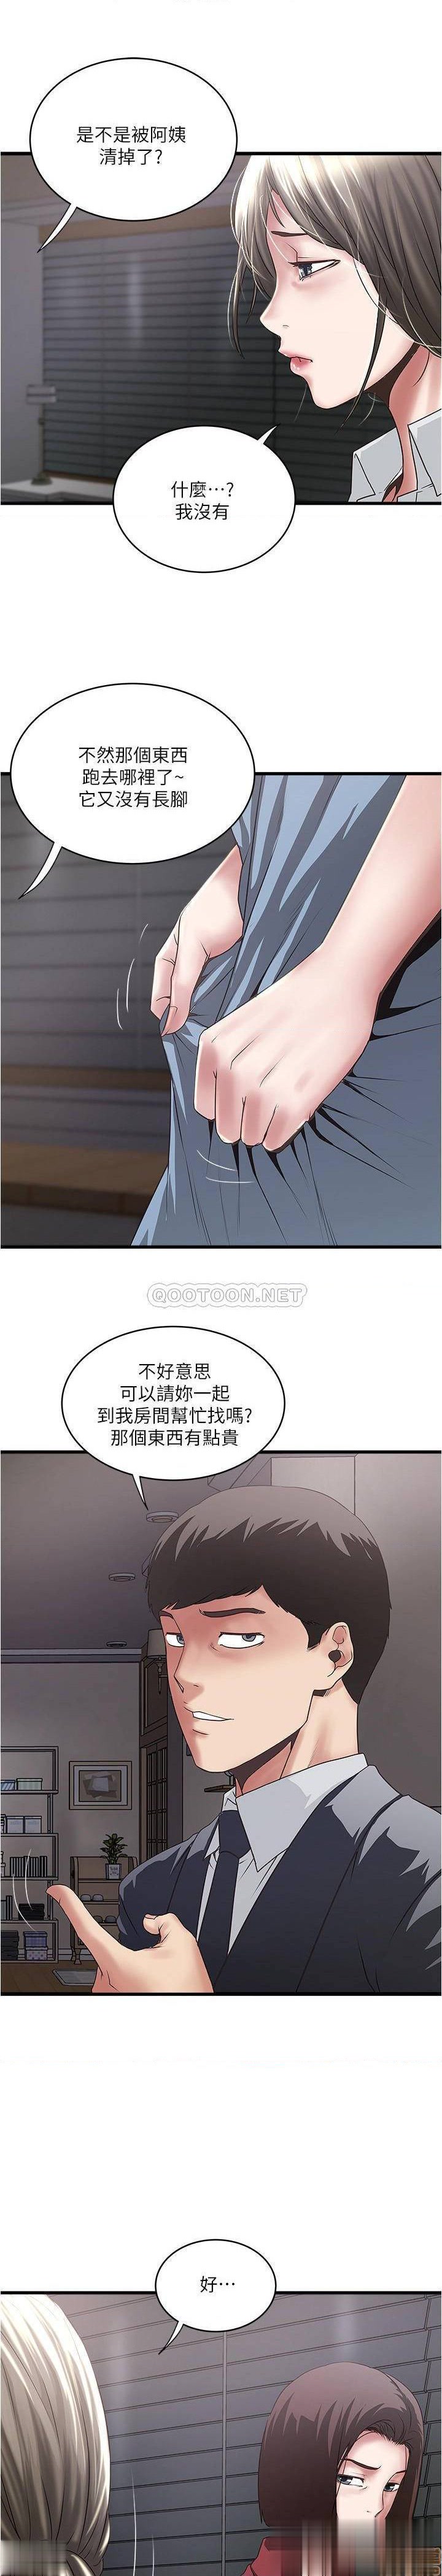 是不是被阿姨
清掉了?
什麼…?
我沒有
不然那個東西
跑去哪裡了~
它又沒有長腳
QOOTOON.NET
不好意思
可以請妳一起
到我房間幫忙找嗎?
那個東西有點貴
好…